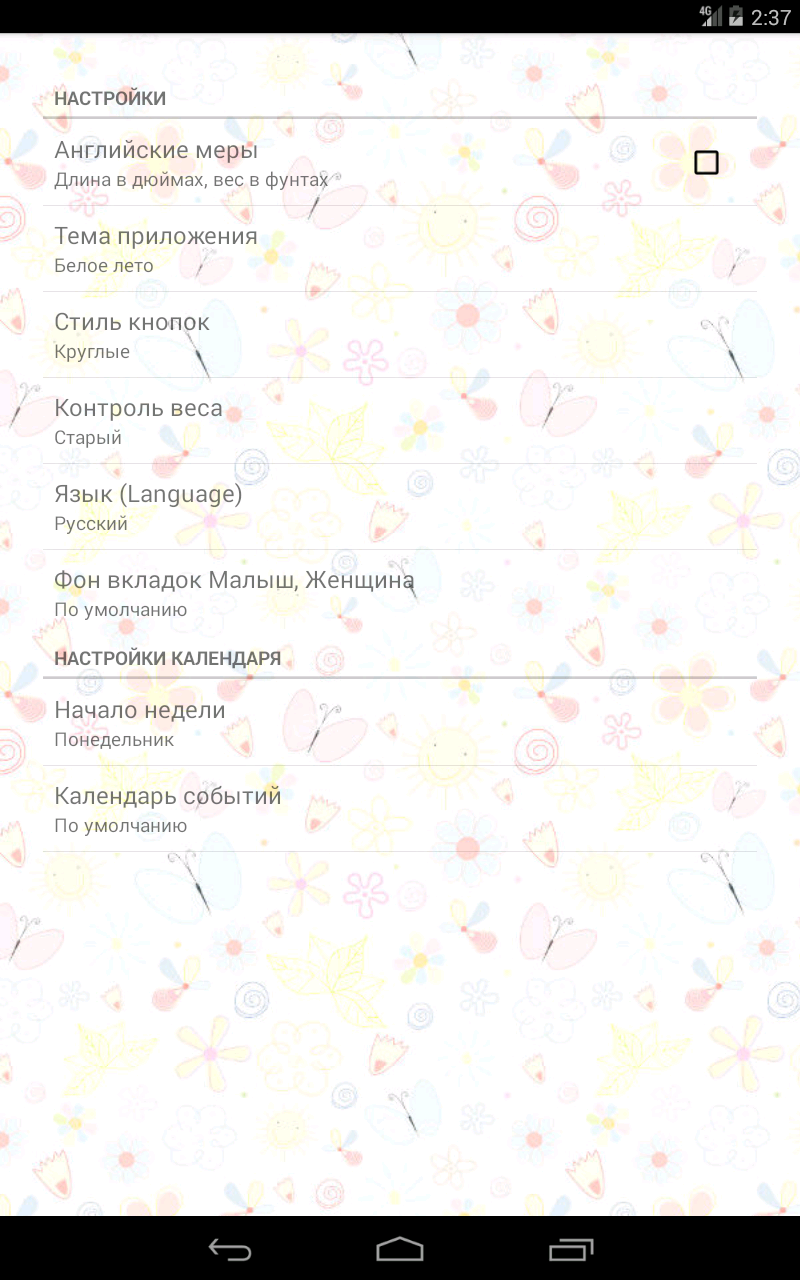 4G 2:37
НАСТРОЙКИ
Английские меры
Длина в дюймах, вес в фунтах
Тема приложения
Белое лето
Стиль кнопок
Круглые
Контроль веса
Старый
Язык (Language)
Русский
Фон вкладок Малыш, Женщина
По умолчанию
НАСТРОЙКИ КАЛЕНДАРЯ
Начало недели
Понедельник
Календарь событий
По умолчанию